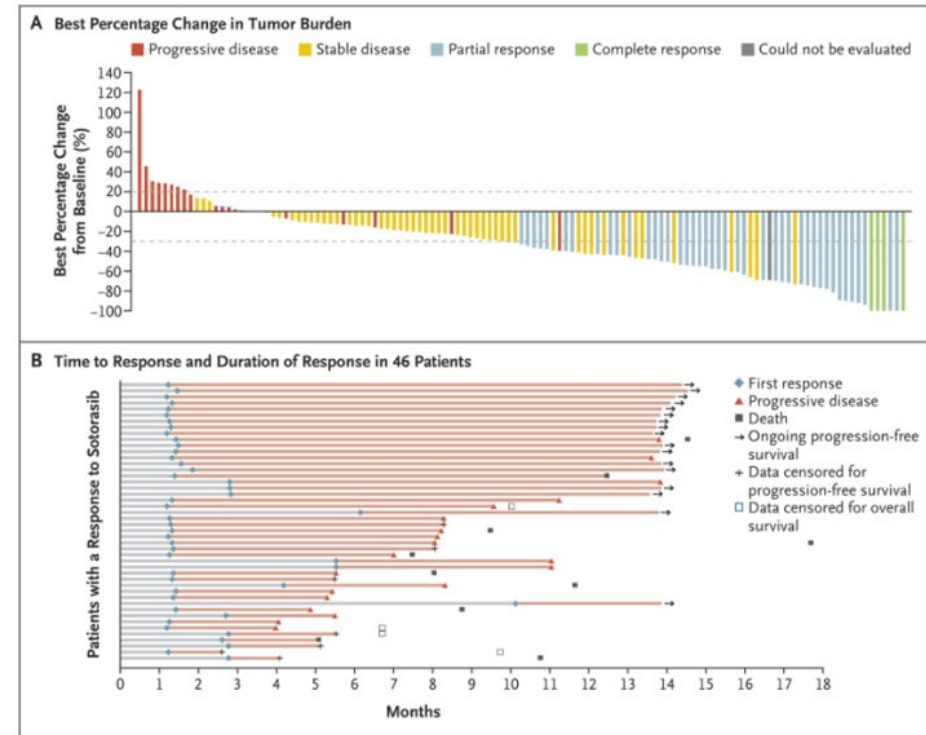 A Best Percentage Change in Tumor Burden
Progressive disease Stable disease Partial response Complete response Could not be evaluated
Best Percentage Change
from Baseline (%)
140
120
100
80
60
40
20
0
−20
−40
−60
−80
−100
B Time to Response and Duration of Response in 46 Patients
Patients with a Response to Sotorasib
First response
Progressive disease
Death
Ongoing progression-free
survival
Data censored for
progression-free survival
Data censored for overall
survival
0 1 2 3 4 5 6 7 8 9 10 11 12 13 14 15 16 17 18
Months